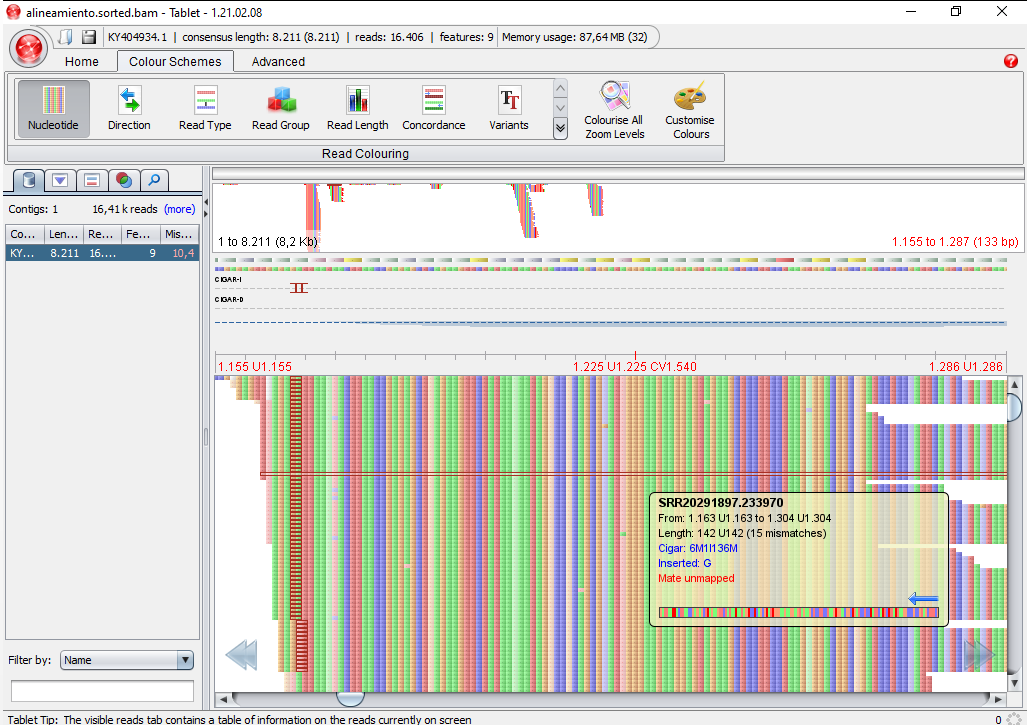 alineamiento.sorted.bam - Tablet - 1.21.02.08
KY404934.1 | consensus length: 8.211 (8.211) | reads: 16.406 | features: 9 | Memory usage: 87,64 MB (32)
Home Colour Schemes Advanced
Nucleotide Direction Read Type Read Group Read Length Concordance Variants Colourise All Zoom Levels Customise Colours
Read Colouring
Contigs: 1 16,41k reads (more)
Co... Len... Re... Fe... Mis...
KY... 8.211 16.... 9 10,4
1 to 8.211 (8,2 Kb) 1.155 to 1.287 (133 bp)
CIGAR-I
CIGAR-D
1.155 U1.155 1.225 U1.225 CV1.540 1.286 U1.286
SRR20291897.233970
From: 1.163 U1.163 to 1.304 U1.304
Length: 142 U142 (15 mismatches)
Cigar: 6M1I136M
Inserted: G
Mate unmapped
Filter by: Name
Tablet Tip: The visible reads tab contains a table of information on the reads currently on screen 0